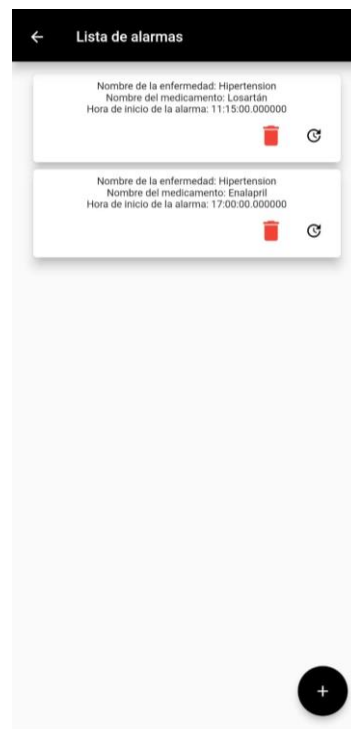 Lista de alarmas
Nombre de la enfermedad: Hipertension
Nombre del medicamento: Losartán
Hora de inicio de la alarma: 11:15:00.000000
Nombre de la enfermedad: Hipertension
Nombre del medicamento: Enalapril
Hora de inicio de la alarma: 17:00:00.000000